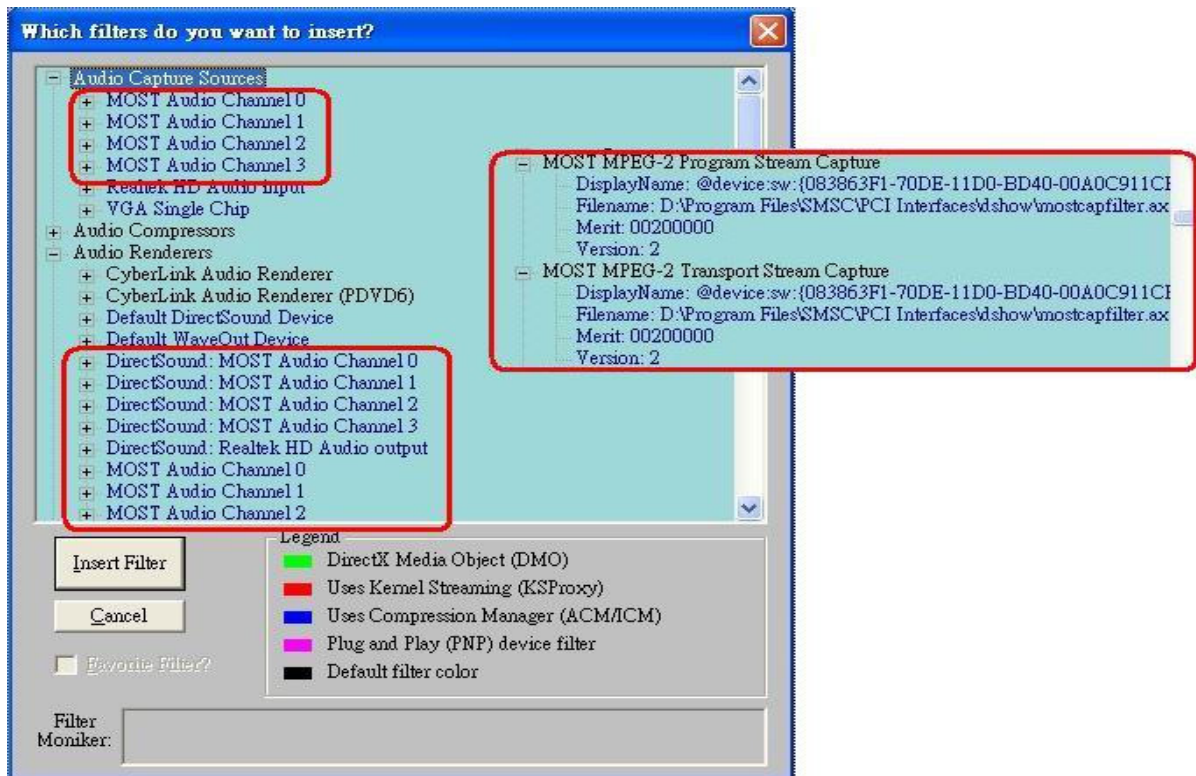 Which filters do you want to insert?
Audio Capture Sources
MOST Audio Channel 0
MOST Audio Channel 1
MOST Audio Channel 2
MOST Audio Channel 3
Realtek HD Audio Input
VGA Single Chip
Audio Compressors
Audio Renderers
CyberLink Audio Renderer
CyberLink Audio Renderer (PDVD6)
Default DirectSound Device
Default WaveOut Device
DirectSound: MOST Audio Channel 0
DirectSound: MOST Audio Channel 1
DirectSound: MOST Audio Channel 2
DirectSound: MOST Audio Channel 3
DirectSound: Realtek HD Audio output
MOST Audio Channel 0
MOST Audio Channel 1
MOST Audio Channel 2
MOST MPEG-2 Program Stream Capture
DisplayName: @device:sw:{083863F1-70DE-11D0-BD40-00A0C911CE
Filename: D:\Program Files\SMSC\PCI Interfaces\dshow\mostcapfilter.ax
Merit: 00200000
Version: 2
MOST MPEG-2 Transport Stream Capture
DisplayName: @device:sw:{083863F1-70DE-11D0-BD40-00A0C911CE
Filename: D:\Program Files\SMSC\PCI Interfaces\dshow\mostcapfilter.ax
Merit: 00200000
Version: 2
Insert Filter
Cancel
Favorite Filter?
Legend
DirectX Media Object (DMO)
Uses Kernel Streaming (KSProxy)
Uses Compression Manager (ACM/ICM)
Plug and Play (PNP) device filter
Default filter color
Filter
Moniker: